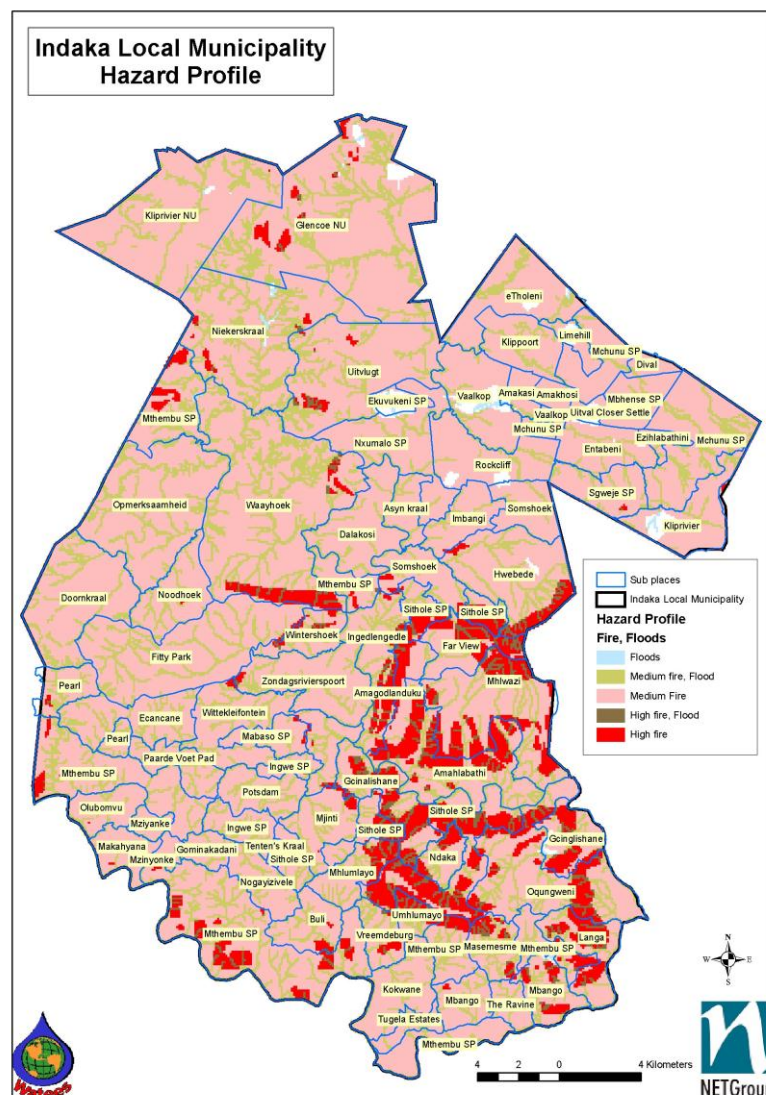 Indaka Local Municipality
Hazard Profile
Kliprivier NU
Glencoe NU
eTholeni
Limehill
Niekerskraal
Klippoort
Mchunu SP
Dival
Uitvlugt
Ekuvukeni SP
Vaalkop
Amakasi
Amakhosi
Mbhense SP
Mthembu SP
Vaalkop
Uitval Closer Settle
Mchunu SP
Nxumalo SP
Ezihlabathini
Mchunu SP
Entabeni
Rockcliff
Sgweje SP
Opmerksaamheid
Waayhoek
Asyn kraal
Imbangi
Somshoek
Kliprivier
Dalakosi
Somshoek
Hwebede
Mthembu SP
Doornkraal
Noodhoek
Sithole SP
Sithole SP
Wintershoek
Ingedlengedle
Far View
Fitty Park
Mhlwazi
Zondagsrivierspoort
Amagodlanduku
Pearl
Ecancane
Wittekleifontein
Pearl
Mabaso SP
Paarde Voet Pad
Ingwe SP
Mthembu SP
Gcinalishane
Amahlabathi
Potsdam
Olubomvu
Mziyanke
Mjinti
Sithole SP
Ingwe SP
Sithole SP
Makahyana
Gominakadani
Tenten's Kraal
Gcinglishane
Mzinyonke
Sithole SP
Ndaka
Mhlumlayo
Nogayizivele
Oqungweni
Buli
Umhlumayo
Mthembu SP
Vreemdeburg
Langa
Mthembu SP
Masemesme
Mthembu SP
Kokwane
Mbango
Mbango
The Ravine
Tugela Estates
Mthembu SP
Sub places
Indaka Local Municipality
Hazard Profile
Fire, Floods
Floods
Medium fire, Flood
Medium Fire
High fire, Flood
High fire
N
W E
S
4 2 0 4 Kilometers
NETGroup